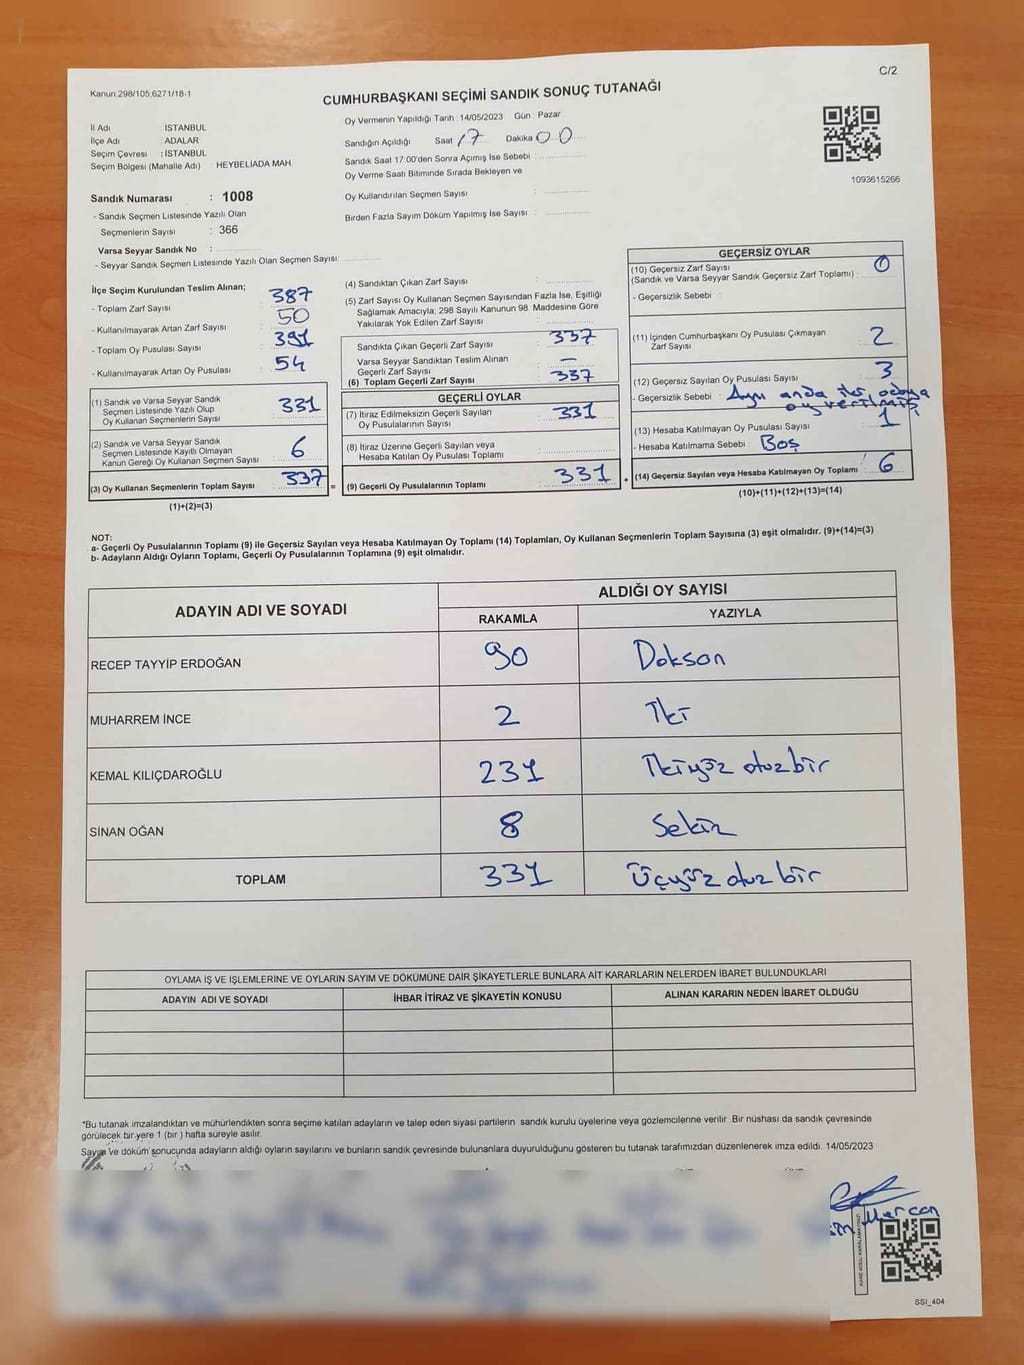 C/2
Kanun:298/105,6271/18-1
CUMHURBAŞKANI SEÇİMİ SANDIK SONUÇ TUTANAĞI
İl Adı İSTANBUL
İlçe Adı ADALAR
Seçim Çevresi : İSTANBUL
Seçim Bölgesi (Mahalle Adı) HEYBELİADA MAH.
Oy Vermenin Yapıldığı Tarih : 14/05/2023 Gün : Pazar
Sandığın Açıldığı Saat 17 Dakika 00
Sandık Saat 17:00'den Sonra Açımış İse Sebebi :
Oy Verme Saati Bitiminde Sırada Bekleyen ve
Oy Kullandırılan Seçmen Sayısı :
Birden Fazla Sayım Döküm Yapılmış İse Sayısı :
1093615266
Sandık Numarası : 1008
- Sandık Seçmen Listesinde Yazılı Olan
Seçmenlerin Sayısı : 366
Varsa Seyyar Sandık No :
- Seyyar Sandık Seçmen Listesinde Yazılı Olan Seçmen Sayısı:
İlçe Seçim Kurulundan Teslim Alınan;
- Toplam Zarf Sayısı 387
- Kullanılmayarak Artan Zarf Sayısı 50
- Toplam Oy Pusulası Sayısı 391
- Kullanılmayarak Artan Oy Pusulası 54
(1) Sandık ve Varsa Seyyar Sandık
Seçmen Listesinde Yazılı Olup
Oy Kullanan Seçmenlerin Sayısı 331
(2) Sandık ve Varsa Seyyar Sandık
Seçmen Listesinde Kayıtlı Olmayan
Kanun Gereği Oy Kullanan Seçmen Sayısı 6
(3) Oy Kullanan Seçmenlerin Toplam Sayısı 337
(1)+(2)=(3)
(4) Sandıktan Çıkan Zarf Sayısı :
(5) Zarf Sayısı Oy Kullanan Seçmen Sayısından Fazla İse, Eşitliği
Sağlamak Amacıyla; 298 Sayılı Kanunun 98. Maddesine Göre
Yakılarak Yok Edilen Zarf Sayısı :
Sandıkta Çıkan Geçerli Zarf Sayısı 337
Varsa Seyyar Sandıktan Teslim Alınan
Geçerli Zarf Sayısı –
(6) Toplam Geçerli Zarf Sayısı 337
GEÇERLİ OYLAR
(7) İtiraz Edilmeksizin Geçerli Sayılan
Oy Pusulalarının Sayısı 331
(8) İtiraz Üzerine Geçerli Sayılan veya
Hesaba Katılan Oy Pusulası Toplamı
= (9) Geçerli Oy Pusulalarının Toplamı 331
GEÇERSİZ OYLAR
(10) Geçersiz Zarf Sayısı
(Sandık ve Varsa Seyyar Sandık Geçersiz Zarf Toplamı) : 0
- Geçersizlik Sebebi :
(11) İçinden Cumhurbaşkanı Oy Pusulası Çıkmayan
Zarf Sayısı 2
(12) Geçersiz Sayılan Oy Pusulası Sayısı : 3
- Geçersizlik Sebebi : Aynı anda iki adaya
oy verilmiş
(13) Hesaba Katılmayan Oy Pusulası Sayısı 1
- Hesaba Katılmama Sebebi : Boş
(14) Geçersiz Sayılan veya Hesaba Katılmayan Oy Toplamı : 6
(10)+(11)+(12)+(13)=(14)
NOT:
a- Geçerli Oy Pusulalarının Toplamı (9) ile Geçersiz Sayılan veya Hesaba Katılmayan Oy Toplamı (14) Toplamları, Oy Kullanan Seçmenlerin Toplam Sayısına (3) eşit olmalıdır. (9)+(14)=(3)
b- Adayların Aldığı Oyların Toplamı, Geçerli Oy Pusulalarının Toplamına (9) eşit olmalıdır.
ADAYIN ADI VE SOYADI
ALDIĞI OY SAYISI
RAKAMLA YAZIYLA
RECEP TAYYİP ERDOĞAN 90 Doksan
MUHARREM İNCE 2 İki
KEMAL KILIÇDAROĞLU 231 İkiyüz otuzbir
SİNAN OĞAN 8 Sekiz
TOPLAM 331 Üçyüz otuz bir
OYLAMA İŞ VE İŞLEMLERİNE VE OYLARIN SAYIM VE DÖKÜMÜNE DAİR ŞİKAYETLERLE BUNLARA AİT KARARLARIN NELERDEN İBARET BULUNDUKLARI
ADAYIN ADI VE SOYADI İHBAR İTİRAZ VE ŞİKAYETİN KONUSU ALINAN KARARIN NEDEN İBARET OLDUĞU
*Bu tutanak imzalandıktan ve mühürlendikten sonra seçime katılan adayların ve talep eden siyasi partilerin sandık kurulu üyelerine veya gözlemcilerine verilir. Bir nüshası da sandık çevresinde
görülecek bir yere 1 (bir ) hafta süreyle asılır.
Sayım ve döküm sonucunda adayların aldığı oyların sayılarını ve bunların sandık çevresinde bulunanlara duyurulduğunu gösteren bu tutanak tarafımızdan düzenlenerek imza edildi. 14/05/2023
Mercan
SSİ_404